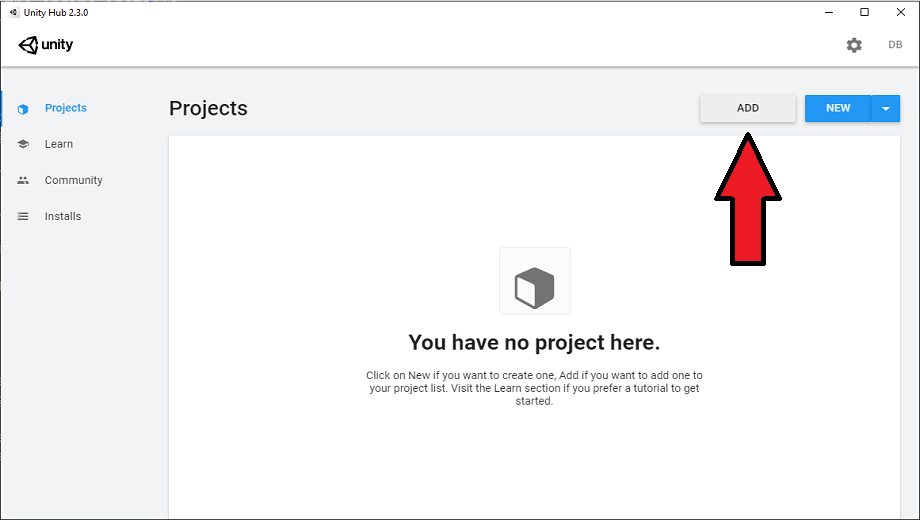 Unity Hub 2.3.0
unity
DB
Projects
Learn
Community
Installs
Projects
ADD
NEW
You have no project here.
Click on New if you want to create one, Add if you want to add one to
your project list. Visit the Learn section if you prefer a tutorial to get
started.